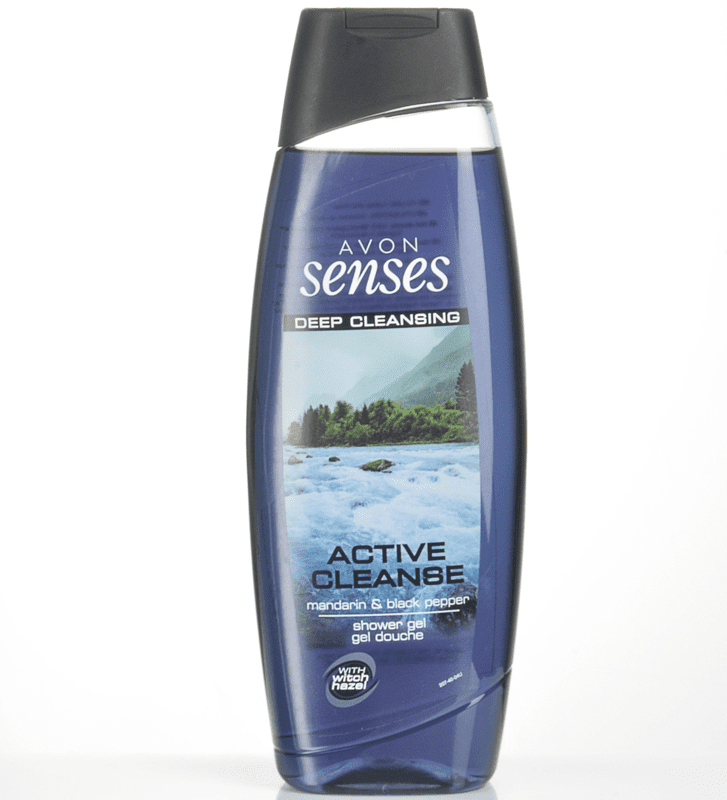 AVON
senses
DEEP CLEANSING
ACTIVE
CLEANSE
mandarin & black pepper
shower gel
gel douche
WITH
witch
hazel